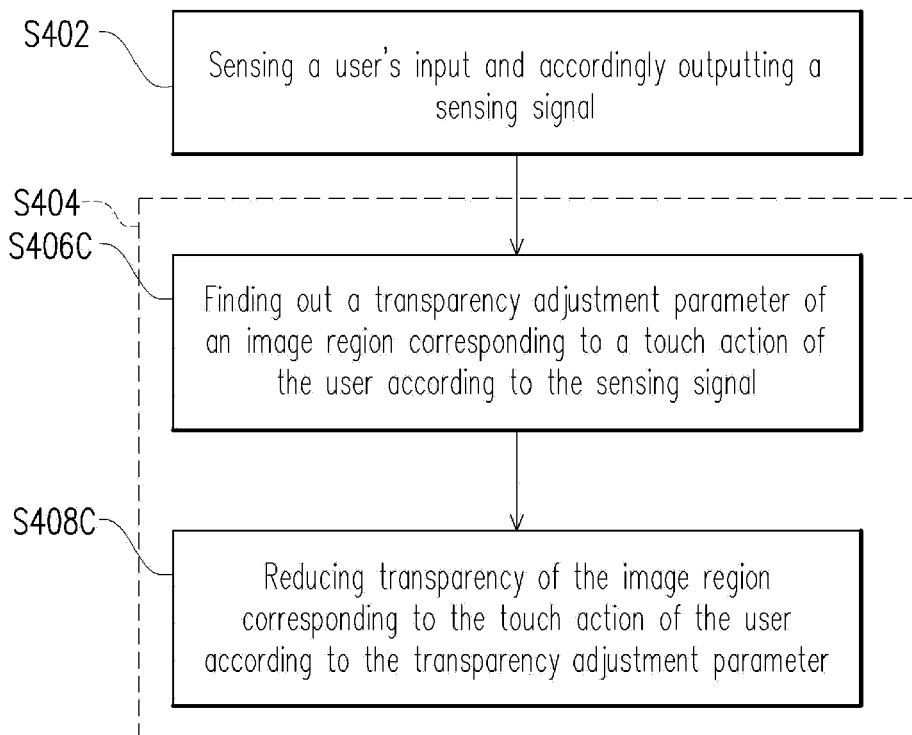 S402
Sensing a user's input and accordingly outputting a
sensing signal
S404
S406C
Finding out a transparency adjustment parameter of
an image region corresponding to a touch action of
the user according to the sensing signal
S408C
Reducing transparency of the image region
corresponding to the touch action of the user
according to the transparency adjustment parameter